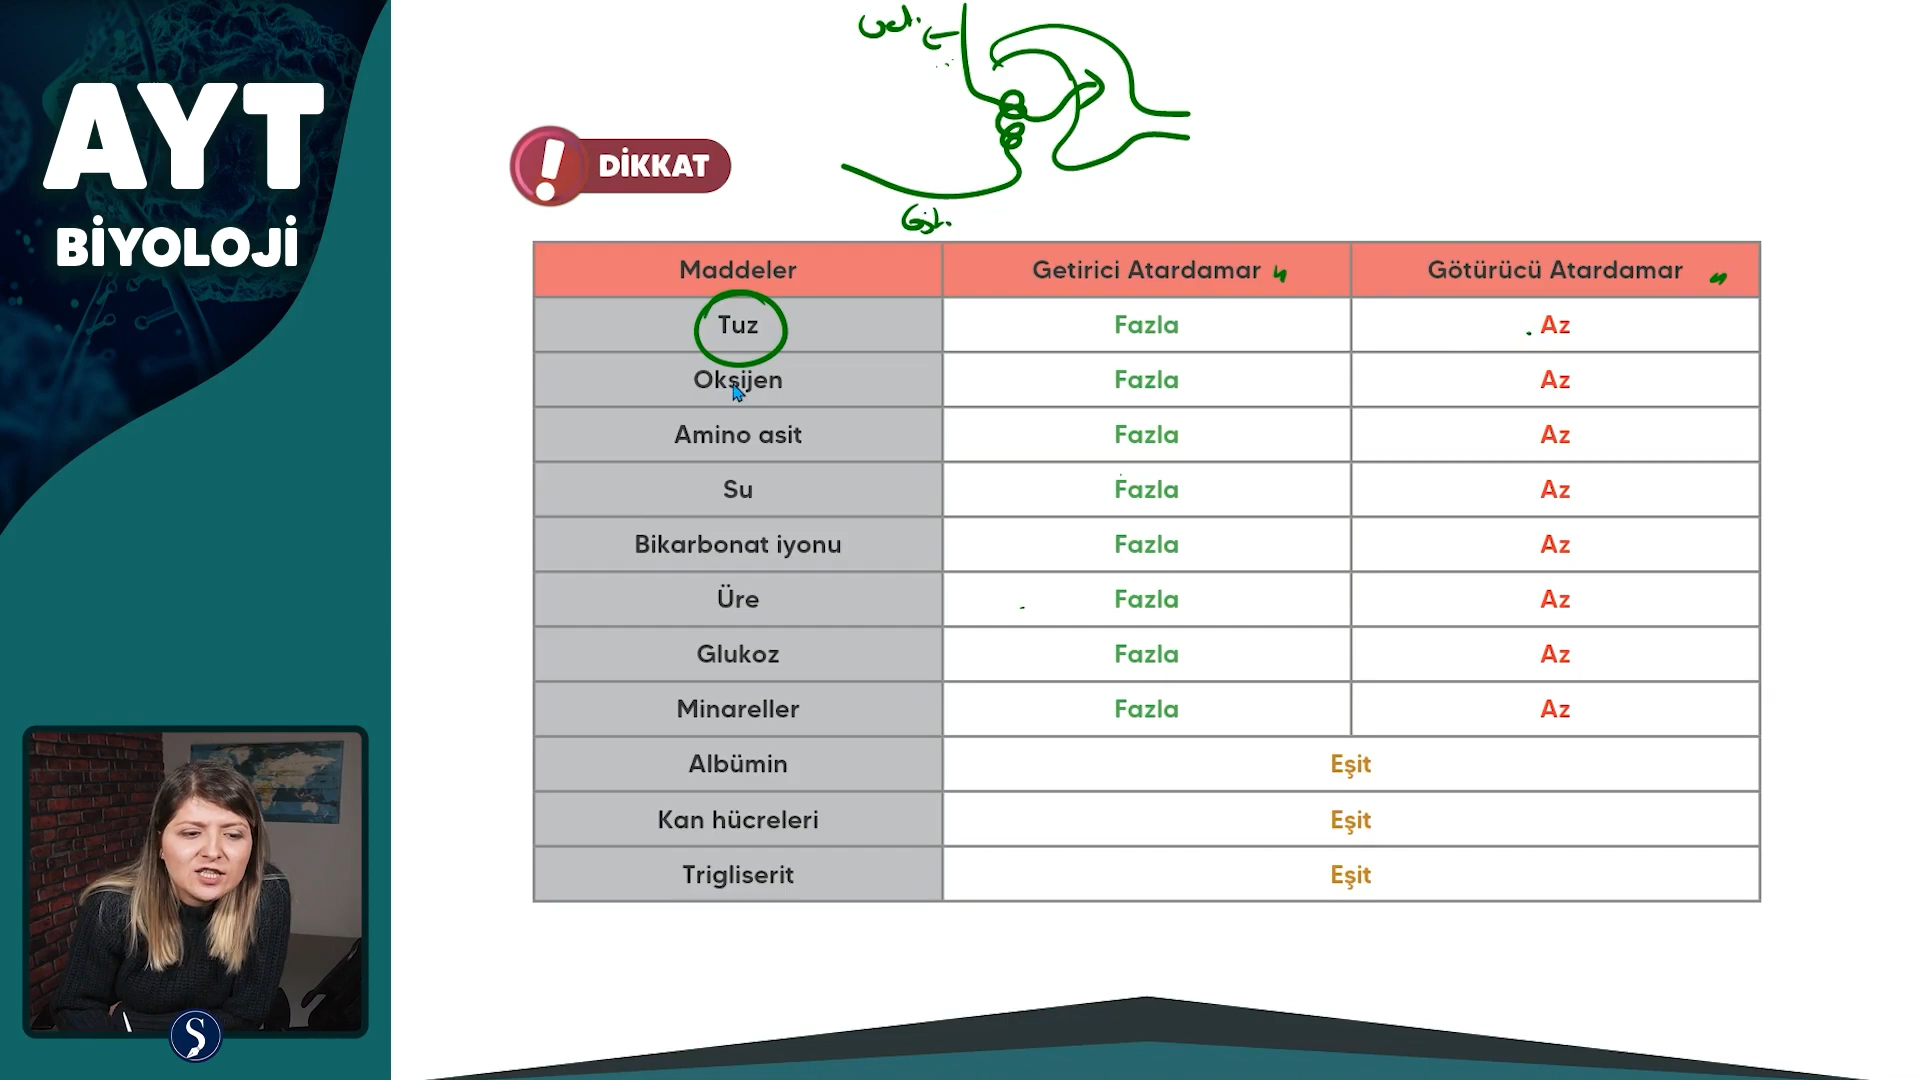 AYT
BİYOLOJİ
Göt.
DİKKAT
Get.
Maddeler Getirici Atardamar Götürücü Atardamar
Tuz Fazla Az
Oksijen Fazla Az
Amino asit Fazla Az
Su Fazla Az
Bikarbonat iyonu Fazla Az
Üre Fazla Az
Glukoz Fazla Az
Minareller Fazla Az
Albümin Eşit
Kan hücreleri Eşit
Trigliserit Eşit
S